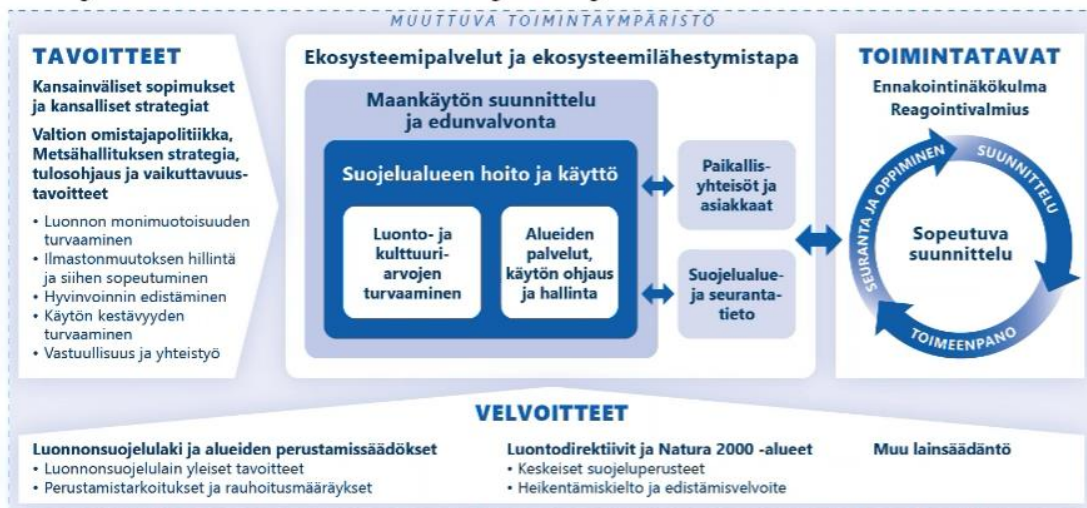 MUUTTUVA TOIMINTAYMPÄRISTÖ
TAVOITTEET
Kansainväliset sopimukset
ja kansalliset strategiat
Valtion omistajapolitiikka,
Metsähallituksen strategia,
tulosohjaus ja vaikuttavuus-
tavoitteet
• Luonnon monimuotoisuuden
turvaaminen
• Ilmastonmuutoksen hillintä
ja siihen sopeutuminen
• Hyvinvoinnin edistäminen
• Käytön kestävyyden
turvaaminen
• Vastuullisuus ja yhteistyö
Ekosysteemipalvelut ja ekosysteemilähestymistapa
Maankäytön suunnittelu
ja edunvalvonta
Suojelualueen hoito ja käyttö
Luonto- ja
kulttuuri-
arvojen
turvaaminen
Alueiden
palvelut,
käytön ohjaus
ja hallinta
Paikallis-
yhteisöt ja
asiakkaat
Suojelualue-
ja seuranta-
tieto
TOIMINTATAVAT
Ennakointinäkökulma
Reagointivalmius
SEURANTA JA OPPIMINEN
SUUNNITTELU
TOIMEENPANO
Sopeutuva
suunnittelu
VELVOITTEET
Luonnonsuojelulaki ja alueiden perustamissäädökset
• Luonnonsuojelulain yleiset tavoitteet
• Perustamistarkoitukset ja rauhoitusmääräykset
Luontodirektiivit ja Natura 2000 -alueet
• Keskeiset suojeluperusteet
• Heikentämiskielto ja edistämisvelvoite
Muu lainsäädäntö